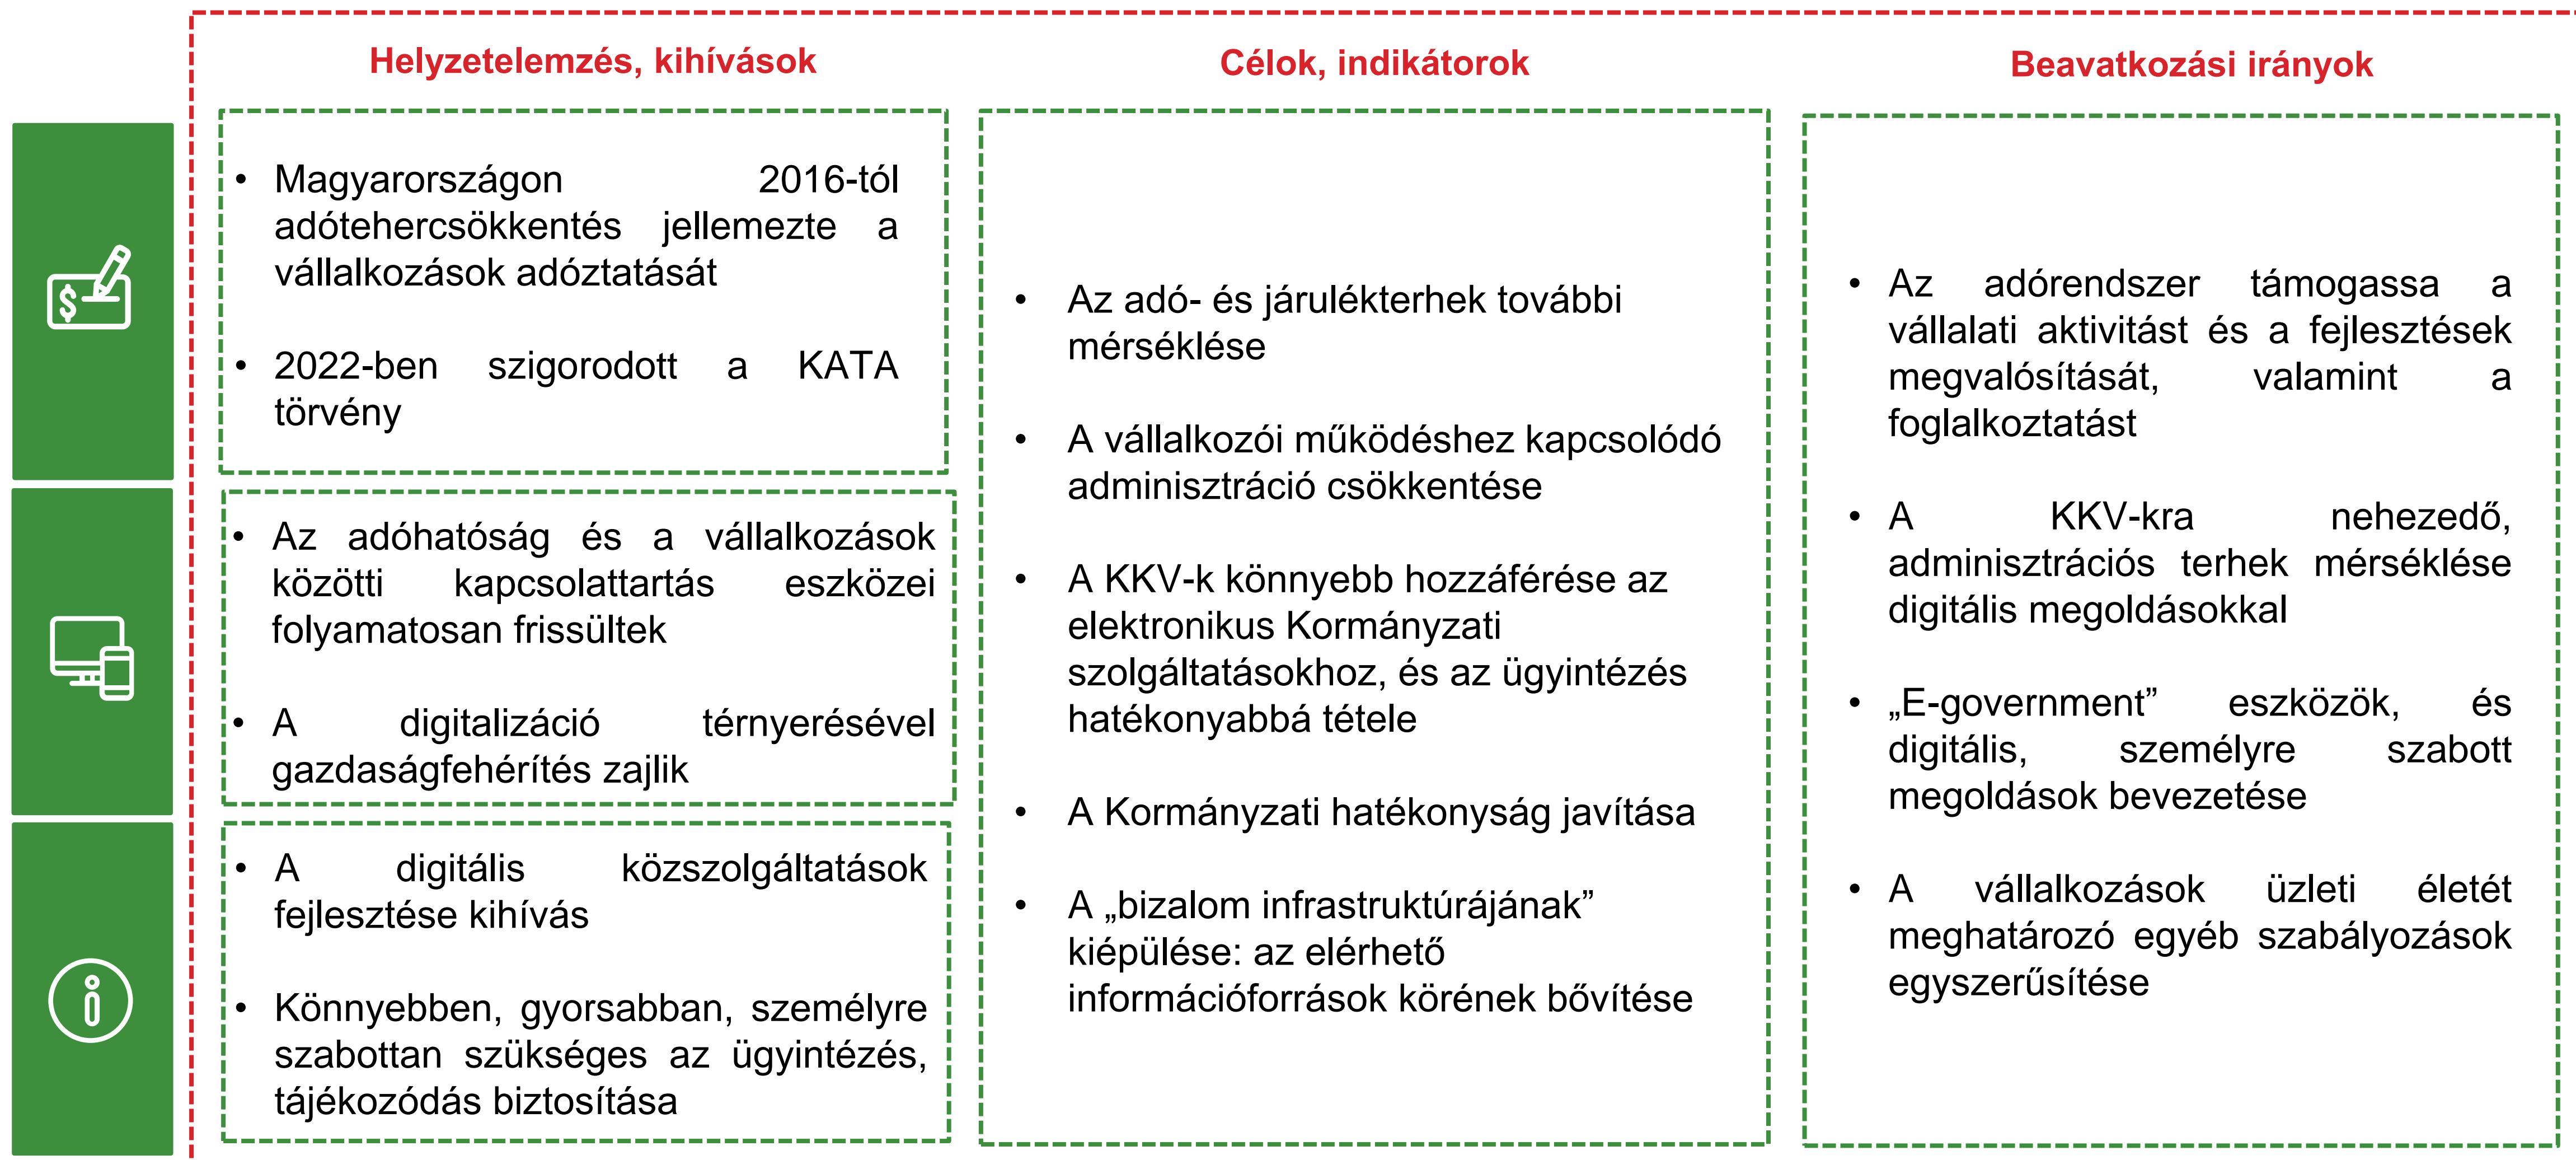 Helyzetelemzés, kihívások
• Magyarországon 2016-tól
adótehercsökkentés jellemezte a
vállalkozások adóztatását
• 2022-ben szigorodott a KATA
törvény
• Az adóhatóság és a vállalkozások
közötti kapcsolattartás eszközei
folyamatosan frissültek
• A digitalizáció térnyerésével
gazdaságfehérítés zajlik
• A digitális közszolgáltatások
fejlesztése kihívás
• Könnyebben, gyorsabban, személyre
szabottan szükséges az ügyintézés,
tájékozódás biztosítása
Célok, indikátorok
• Az adó- és járulékterhek további
mérséklése
• A vállalkozói működéshez kapcsolódó
adminisztráció csökkentése
• A KKV-k könnyebb hozzáférése az
elektronikus Kormányzati
szolgáltatásokhoz, és az ügyintézés
hatékonyabbá tétele
• A Kormányzati hatékonyság javítása
• A „bizalom infrastruktúrájának”
kiépülése: az elérhető
információforrások körének bővítése
Beavatkozási irányok
• Az adórendszer támogassa a
vállalati aktivitást és a fejlesztések
megvalósítását, valamint a
foglalkoztatást
• A KKV-kra nehezedő,
adminisztrációs terhek mérséklése
digitális megoldásokkal
• „E-government” eszközök, és
digitális, személyre szabott
megoldások bevezetése
• A vállalkozások üzleti életét
meghatározó egyéb szabályozások
egyszerűsítése
$